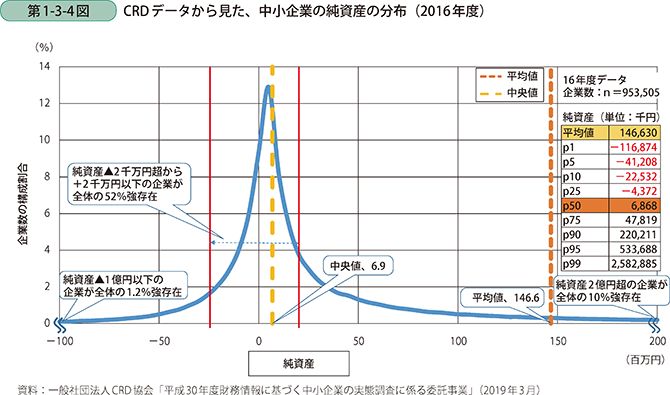 第1-3-4図 CRDデータから見た、中小企業の純資産の分布（2016年度）
（%）
14
12
10
8
6
4
2
0
企業数の構成割合
平均値
中央値
16年度データ
企業数：n＝953,505
純資産（単位：千円）
平均値 146,630
p1 －116,874
p5 －41,208
p10 －22,532
p25 －4,372
p50 6,868
p75 47,819
p90 220,211
p95 533,688
p99 2,582,885
純資産▲2千万円超から
＋2千万円以下の企業が
全体の52%強存在
純資産▲1億円以下の
企業が全体の1.2%強存在
中央値、6.9
平均値、146.6
純資産2億円超の企業が
全体の10%強存在
－100 －50 0 50 100 150 200
（百万円）
純資産
資料：一般社団法人CRD協会「平成30年度財務情報に基づく中小企業の実態調査に係る委託事業」（2019年3月）